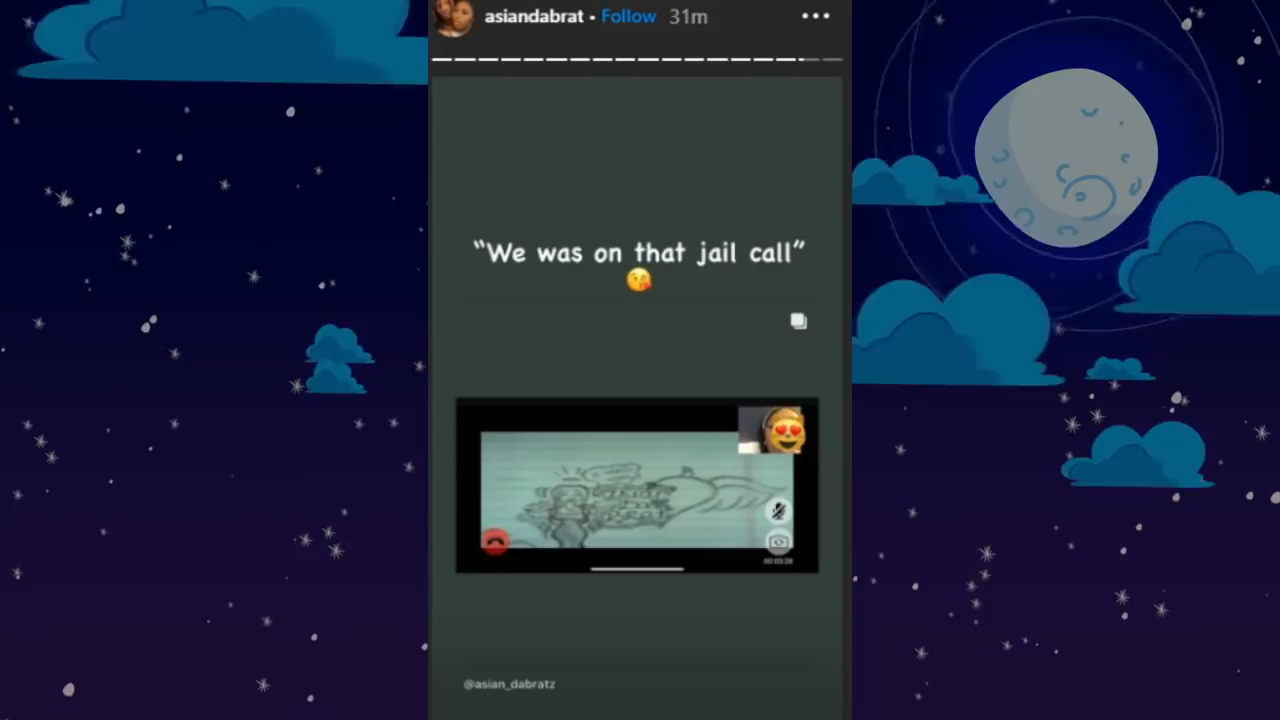 asiandabrat • Follow 31m
“We was on that jail call”
😘
@asian_dabratz